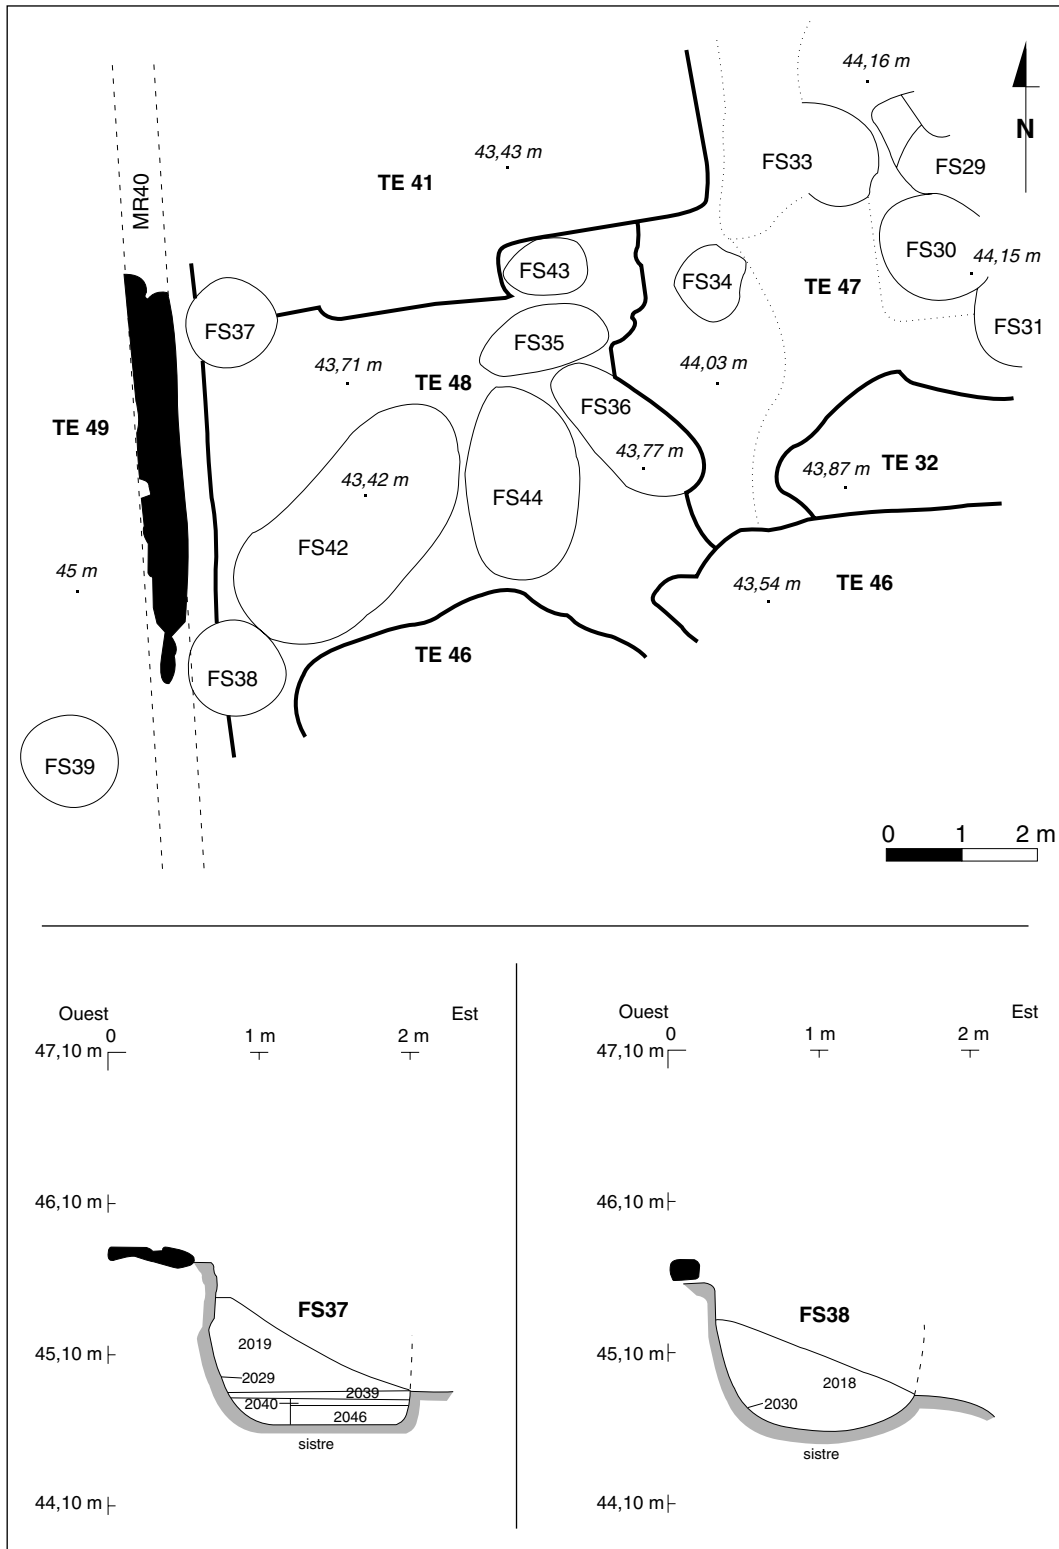 44,16 m
N
43,43 m
TE 41
FS33
FS29
MR40
FS43
FS30
44,15 m
FS34
TE 47
FS37
FS35
FS31
43,71 m
TE 48
44,03 m
FS36
TE 49
43,77 m
43,87 m
TE 32
43,42 m
FS44
FS42
45 m
43,54 m
TE 46
TE 46
FS38
FS39
0 1 2 m
Ouest Est
0 1 m 2 m
47,10 m
46,10 m
FS37
2019
45,10 m
2029
2039
2040
2046
sistre
44,10 m
Ouest Est
0 1 m 2 m
47,10 m
46,10 m
FS38
45,10 m
2018
2030
sistre
44,10 m